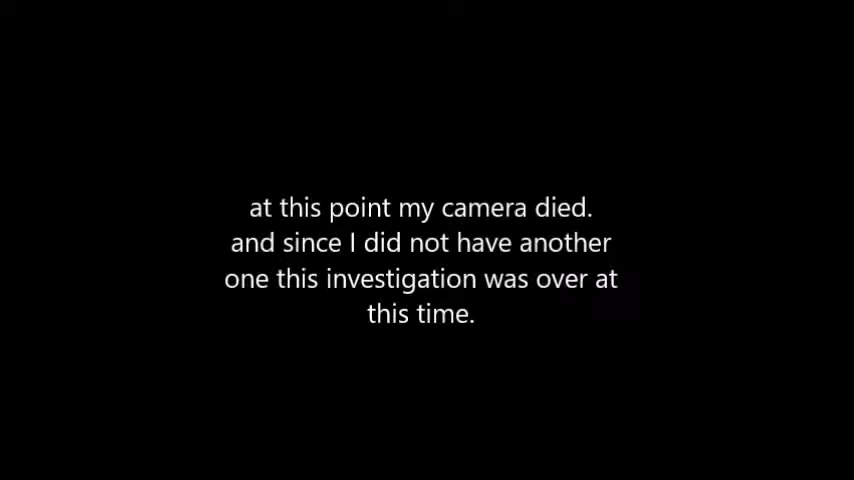 at this point my camera died.
and since I did not have another
one this investigation was over at
this time.